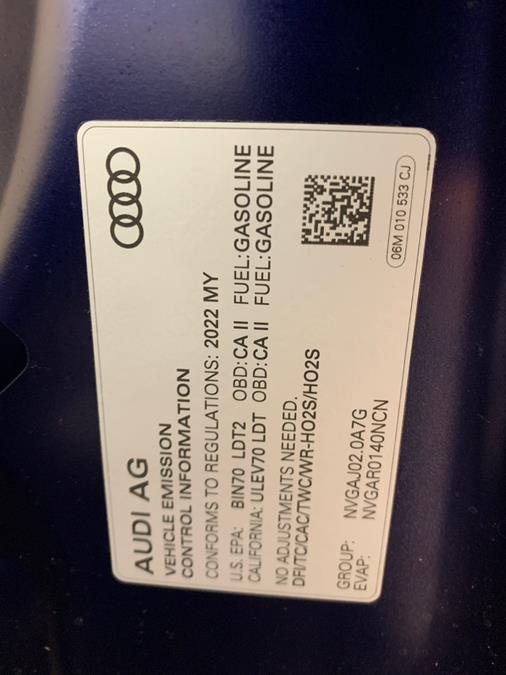 AUDI AG
VEHICLE EMISSION
CONTROL INFORMATION
CONFORMS TO REGULATIONS: 2022 MY
U.S. EPA: BIN70 LDT2 OBD:CA II FUEL:GASOLINE
CALIFORNIA: ULEV70 LDT OBD:CA II FUEL:GASOLINE
NO ADJUSTMENTS NEEDED.
DFI/TC/CAC/TWC/WR-HO2S/HO2S
GROUP: NVGAJ02.0A7G
EVAP: NVGAR0140NCN
06M 010 533 CJ